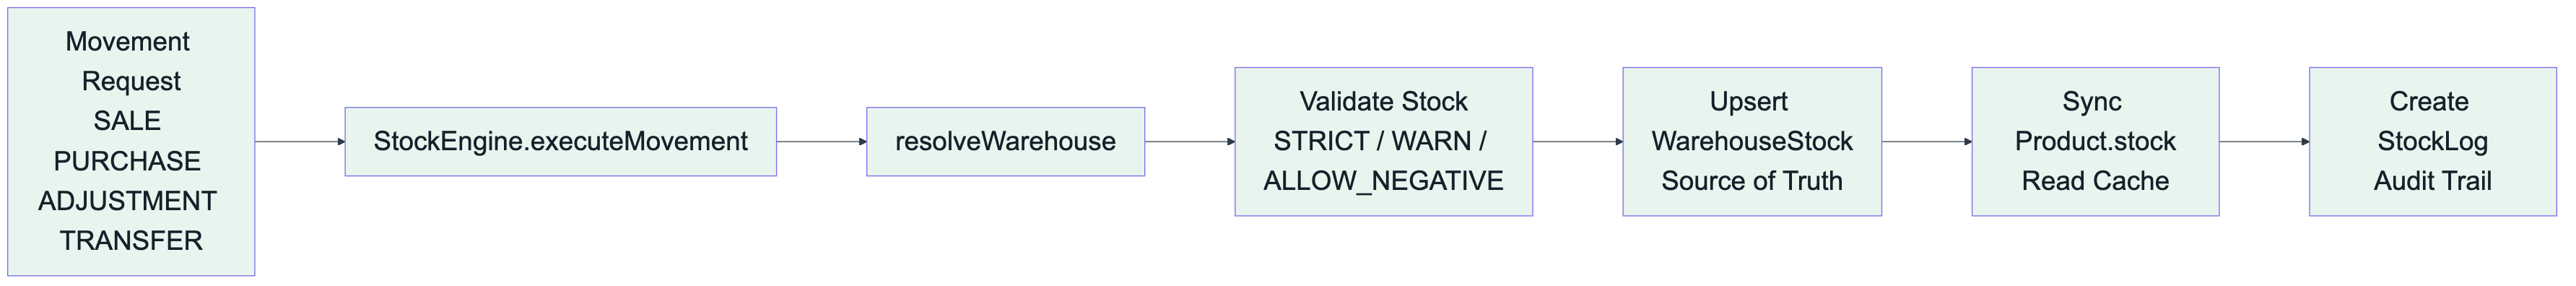 Movement
Request
SALE
PURCHASE
ADJUSTMENT
TRANSFER
StockEngine.executeMovement
resolveWarehouse
Validate Stock
STRICT / WARN /
ALLOW_NEGATIVE
Upsert
WarehouseStock
Source of Truth
Sync
Product.stock
Read Cache
Create
StockLog
Audit Trail